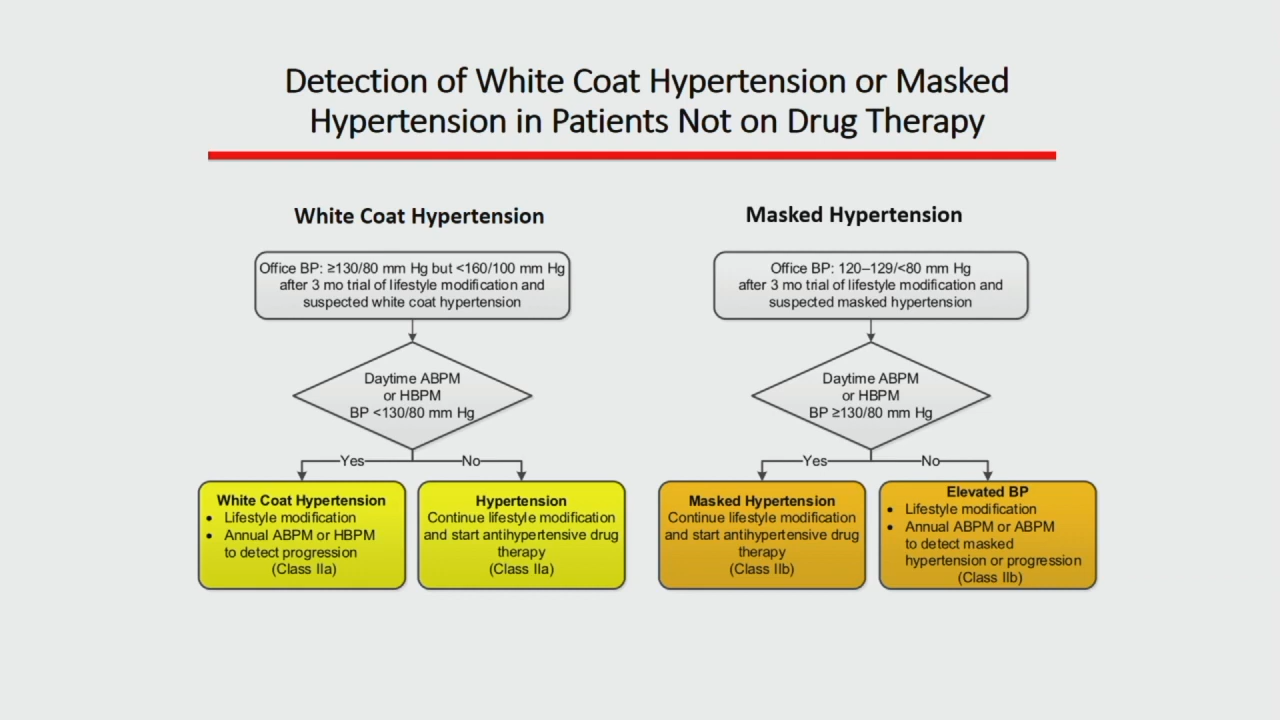 Detection of White Coat Hypertension or Masked
Hypertension in Patients Not on Drug Therapy
White Coat Hypertension
Office BP: ≥130/80 mm Hg but <160/100 mm Hg
after 3 mo trial of lifestyle modification and
suspected white coat hypertension
Daytime ABPM
or HBPM
BP <130/80 mm Hg
Yes
No
White Coat Hypertension
• Lifestyle modification
• Annual ABPM or HBPM
to detect progression
(Class IIa)
Hypertension
Continue lifestyle modification
and start antihypertensive drug
therapy
(Class IIa)
Masked Hypertension
Office BP: 120–129/<80 mm Hg
after 3 mo trial of lifestyle modification and
suspected masked hypertension
Daytime ABPM
or HBPM
BP ≥130/80 mm Hg
Yes
No
Masked Hypertension
Continue lifestyle modification
and start antihypertensive drug
therapy
(Class IIb)
Elevated BP
• Lifestyle modification
• Annual ABPM or ABPM
to detect masked
hypertension or progression
(Class IIb)